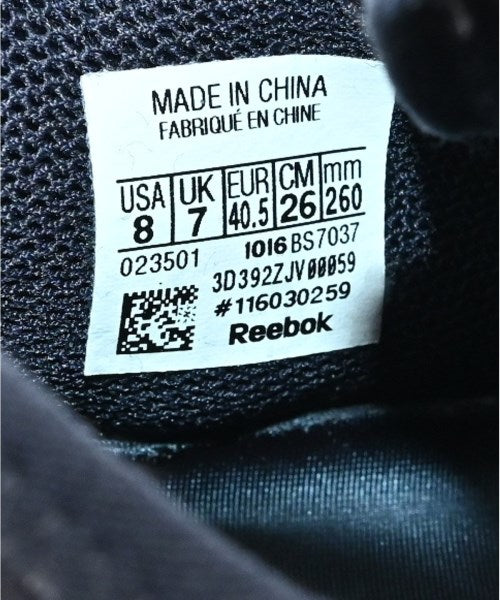 MADE IN CHINA
FABRIQUÉ EN CHINE
USA UK EUR CM mm
8 7 40.5 26 260
023501 1016 BS7037
3D392ZJV00059
#116030259
Reebok